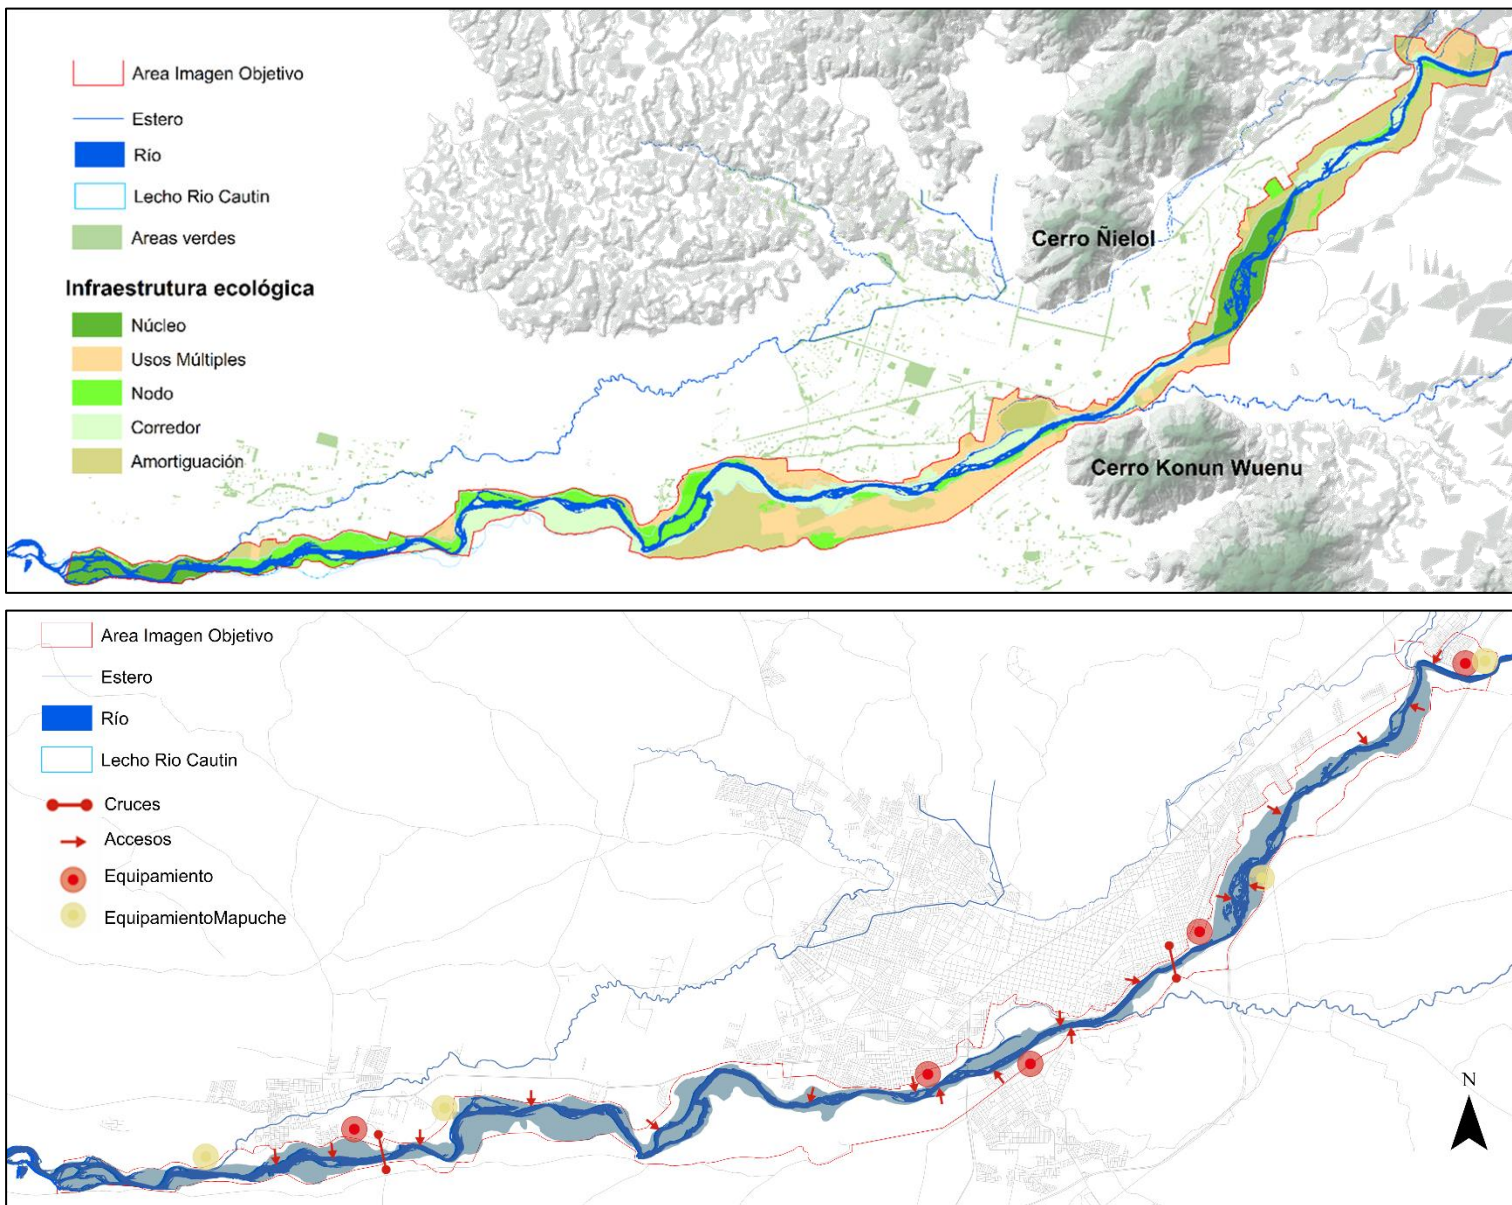 Area Imagen Objetivo
Estero
Río
Lecho Rio Cautin
Areas verdes
Infraestrutura ecológica
Núcleo
Usos Múltiples
Nodo
Corredor
Amortiguación
Cerro Ñielol
Cerro Konun Wuenu
Area Imagen Objetivo
Estero
Río
Lecho Rio Cautin
Cruces
Accesos
Equipamiento
EquipamientoMapuche
N